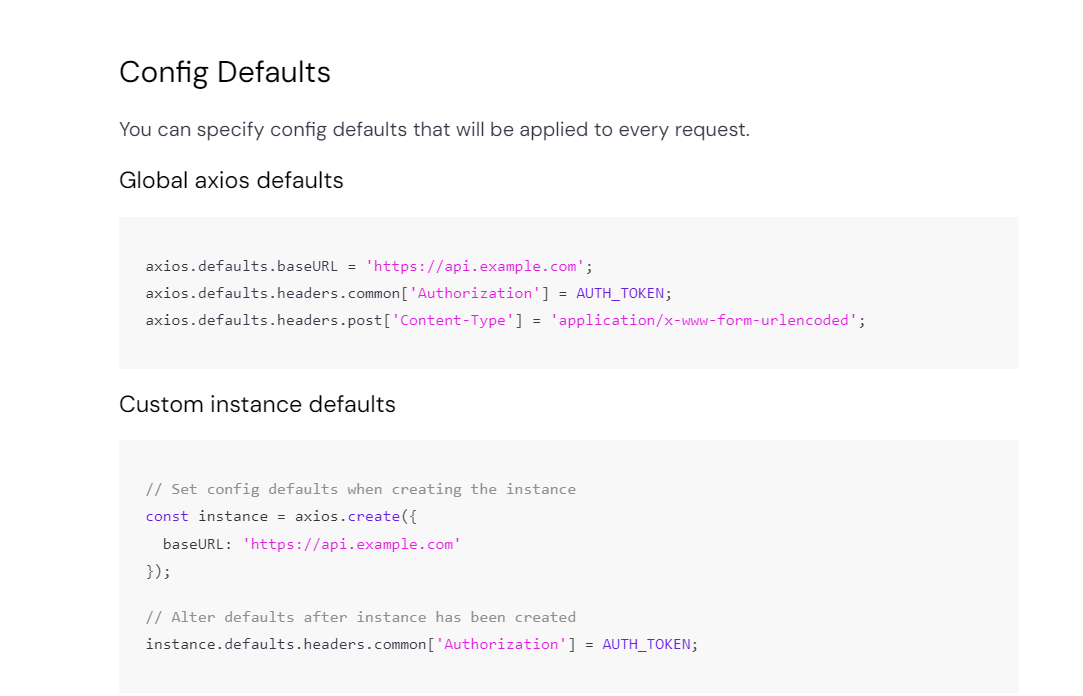 Config Defaults
You can specify config defaults that will be applied to every request.
Global axios defaults
axios.defaults.baseURL = 'https://api.example.com';
axios.defaults.headers.common['Authorization'] = AUTH_TOKEN;
axios.defaults.headers.post['Content-Type'] = 'application/x-www-form-urlencoded';
Custom instance defaults
// Set config defaults when creating the instance
const instance = axios.create({
  baseURL: 'https://api.example.com'
});
// Alter defaults after instance has been created
instance.defaults.headers.common['Authorization'] = AUTH_TOKEN;